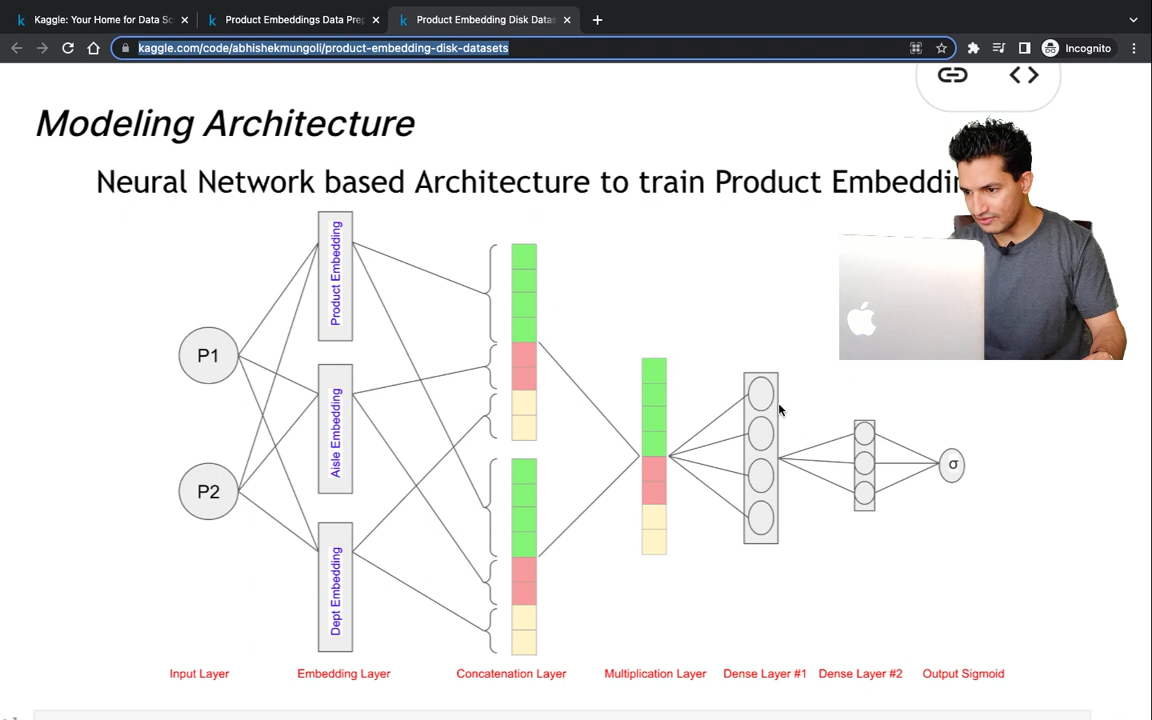 Kaggle: Your Home for Data Sc
Product Embeddings Data Prep
Product Embedding Disk Datas
kaggle.com/code/abhishekmungoli/product-embedding-disk-datasets
Incognito
Modeling Architecture
Neural Network based Architecture to train Product Embeddin
P1
P2
Product Embedding
Aisle Embedding
Dept Embedding
σ
Input Layer
Embedding Layer
Concatenation Layer
Multiplication Layer
Dense Layer #1
Dense Layer #2
Output Sigmoid